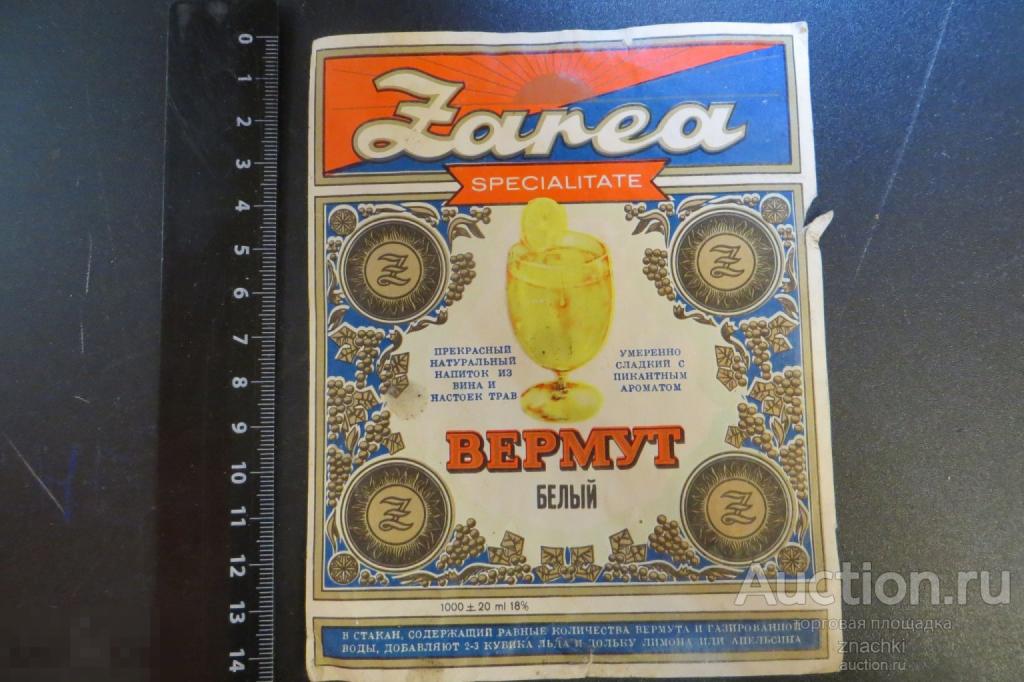 0
1
2
3
4
5
6
7
8
9
10
11
12
13
14
Zarea
SPECIALITATE
Z
Z
ПРЕКРАСНЫЙ
НАТУРАЛЬНЫЙ
НАПИТОК ИЗ
ВИНА И
НАСТОЕК ТРАВ
УМЕРЕННО
СЛАДКИЙ С
ПИКАНТНЫМ
АРОМАТОМ
ВЕРМУТ
БЕЛЫЙ
Z
Z
1000 ± 20 ml 18%
В СТАКАН, СОДЕРЖАЩИЙ РАВНЫЕ КОЛИЧЕСТВА ВЕРМУТА И ГАЗИРОВАННОЙ
ВОДЫ, ДОБАВЛЯЮТ 2-3 КУБИКА ЛЬДА И ДОЛЬКУ ЛИМОНА ИЛИ АПЕЛЬСИНА
Auction.ru
торговая площадка
znachki
auction.ru